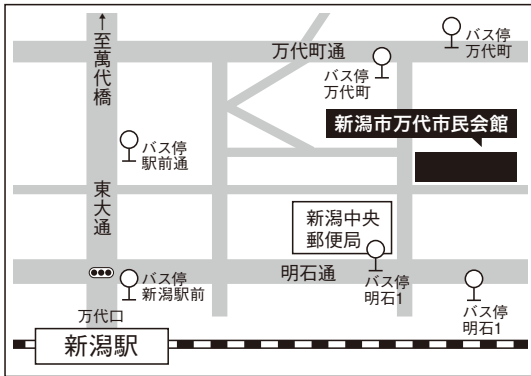 ↑至萬代橋
万代町通
バス停
万代町
バス停
万代町
新潟市万代市民会館
バス停
駅前通
東大通
新潟中央
郵便局
明石通
バス停
新潟駅前
バス停
明石1
バス停
明石1
万代口
新潟駅